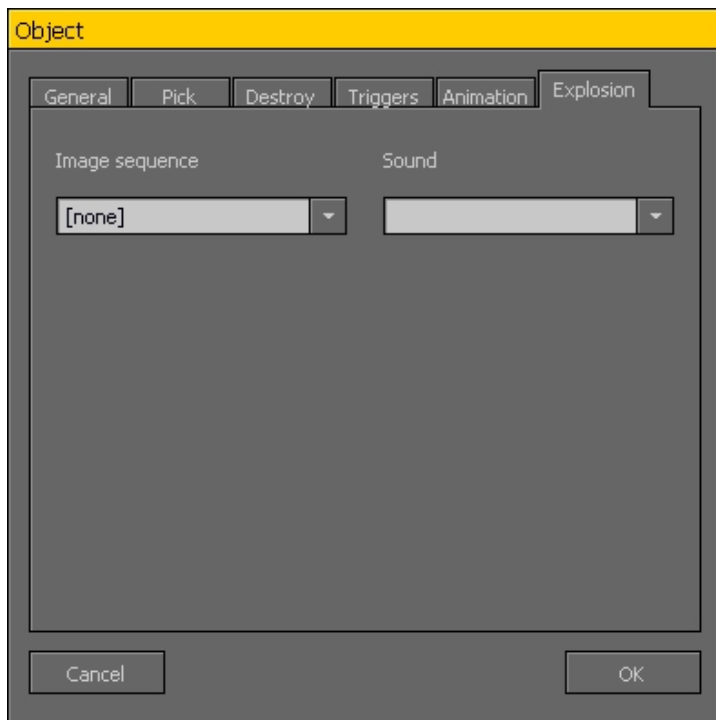 Object
General Pick Destroy Triggers Animation Explosion
Image sequence Sound
[none]
Cancel OK